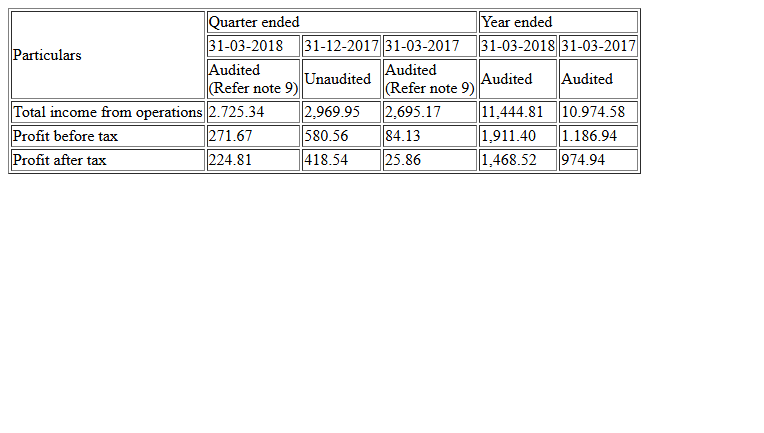 Particulars Quarter ended Year ended
31-03-2018 31-12-2017 31-03-2017 31-03-2018 31-03-2017
Audited (Refer note 9) Unaudited Audited (Refer note 9) Audited Audited
Total income from operations 2.725.34 2,969.95 2,695.17 11,444.81 10.974.58
Profit before tax 271.67 580.56 84.13 1,911.40 1.186.94
Profit after tax 224.81 418.54 25.86 1,468.52 974.94